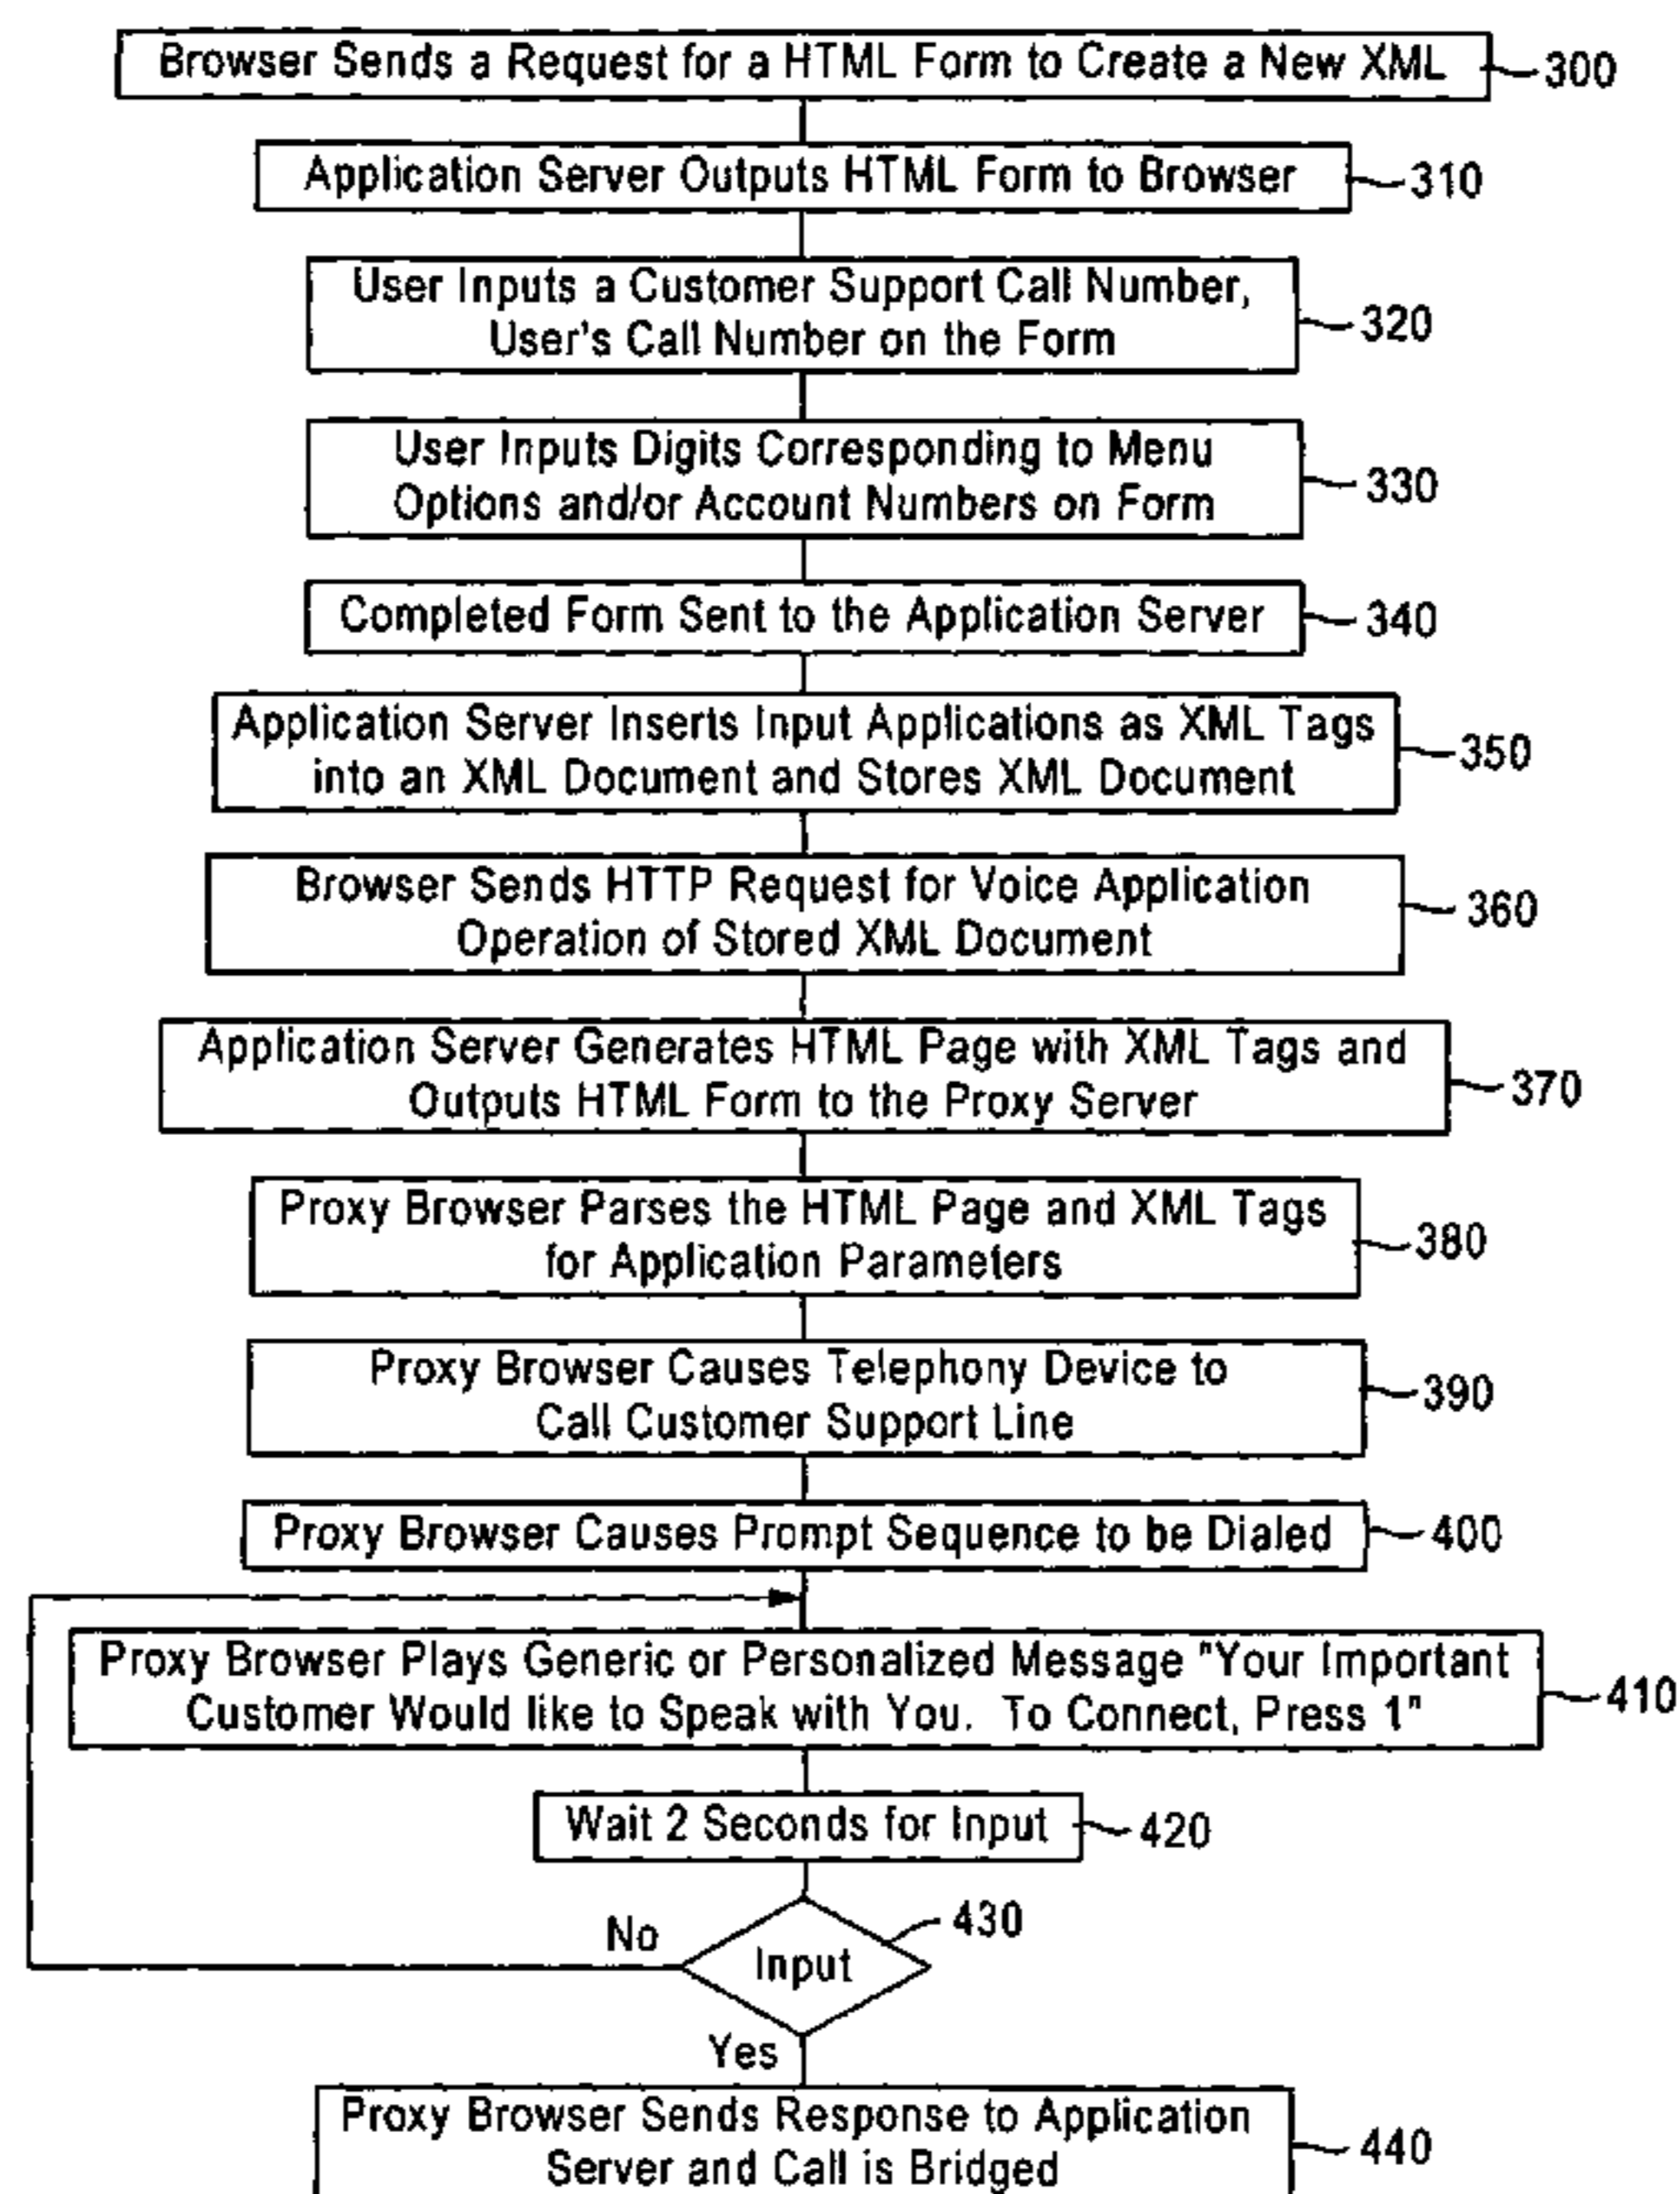 Browser Sends a Request for a HTML Form to Create a New XML
300
Application Server Outputs HTML Form to Browser
310
User Inputs a Customer Support Call Number,
User's Call Number on the Form
320
User Inputs Digits Corresponding to Menu
Options and/or Account Numbers on Form
330
Completed Form Sent to the Application Server
340
Application Server Inserts Input Applications as XML Tags
into an XML Document and Stores XML Document
350
Browser Sends HTTP Request for Voice Application
Operation of Stored XML Document
360
Application Server Generates HTML Page with XML Tags and
Outputs HTML Form to the Proxy Server
370
Proxy Browser Parses the HTML Page and XML Tags
for Application Parameters
380
Proxy Browser Causes Telephony Device to
Call Customer Support Line
390
Proxy Browser Causes Prompt Sequence to be Dialed
400
Proxy Browser Plays Generic or Personalized Message "Your Important
Customer Would like to Speak with You. To Connect, Press 1"
410
Wait 2 Seconds for Input
420
430
No
Input
Yes
Proxy Browser Sends Response to Application
Server and Call is Bridged
440